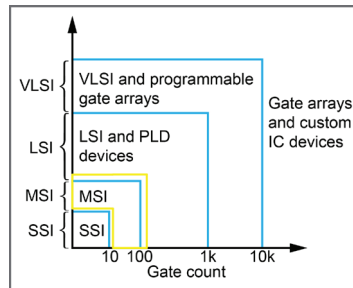 VLSI
VLSI and programmable
gate arrays
Gate arrays
and custom
IC devices
LSI
LSI and PLD
devices
MSI
MSI
SSI
SSI
10 100 1k 10k
Gate count